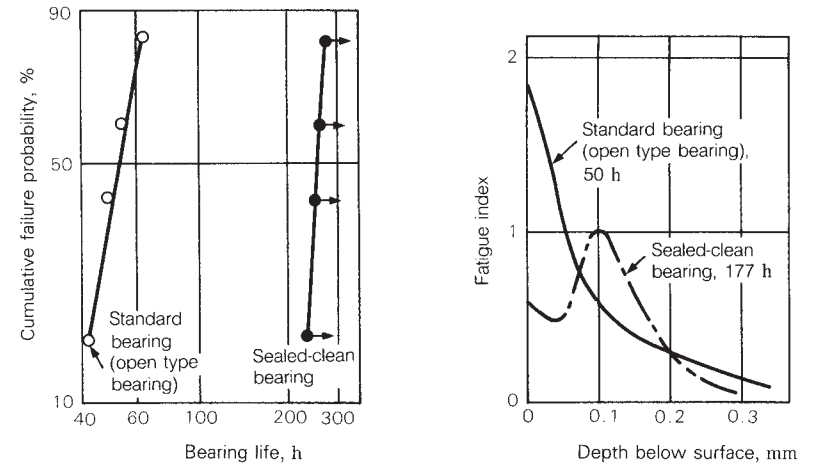 90
50
10
Cumulative failure probability, %
Standard
bearing
(open type
bearing)
Sealed-clean
bearing
40 60 100 200 300
Bearing life, h
2
1
0
Fatigue index
Standard bearing
(open type bearing),
50 h
Sealed-clean
bearing, 177 h
0 0.1 0.2 0.3
Depth below surface, mm